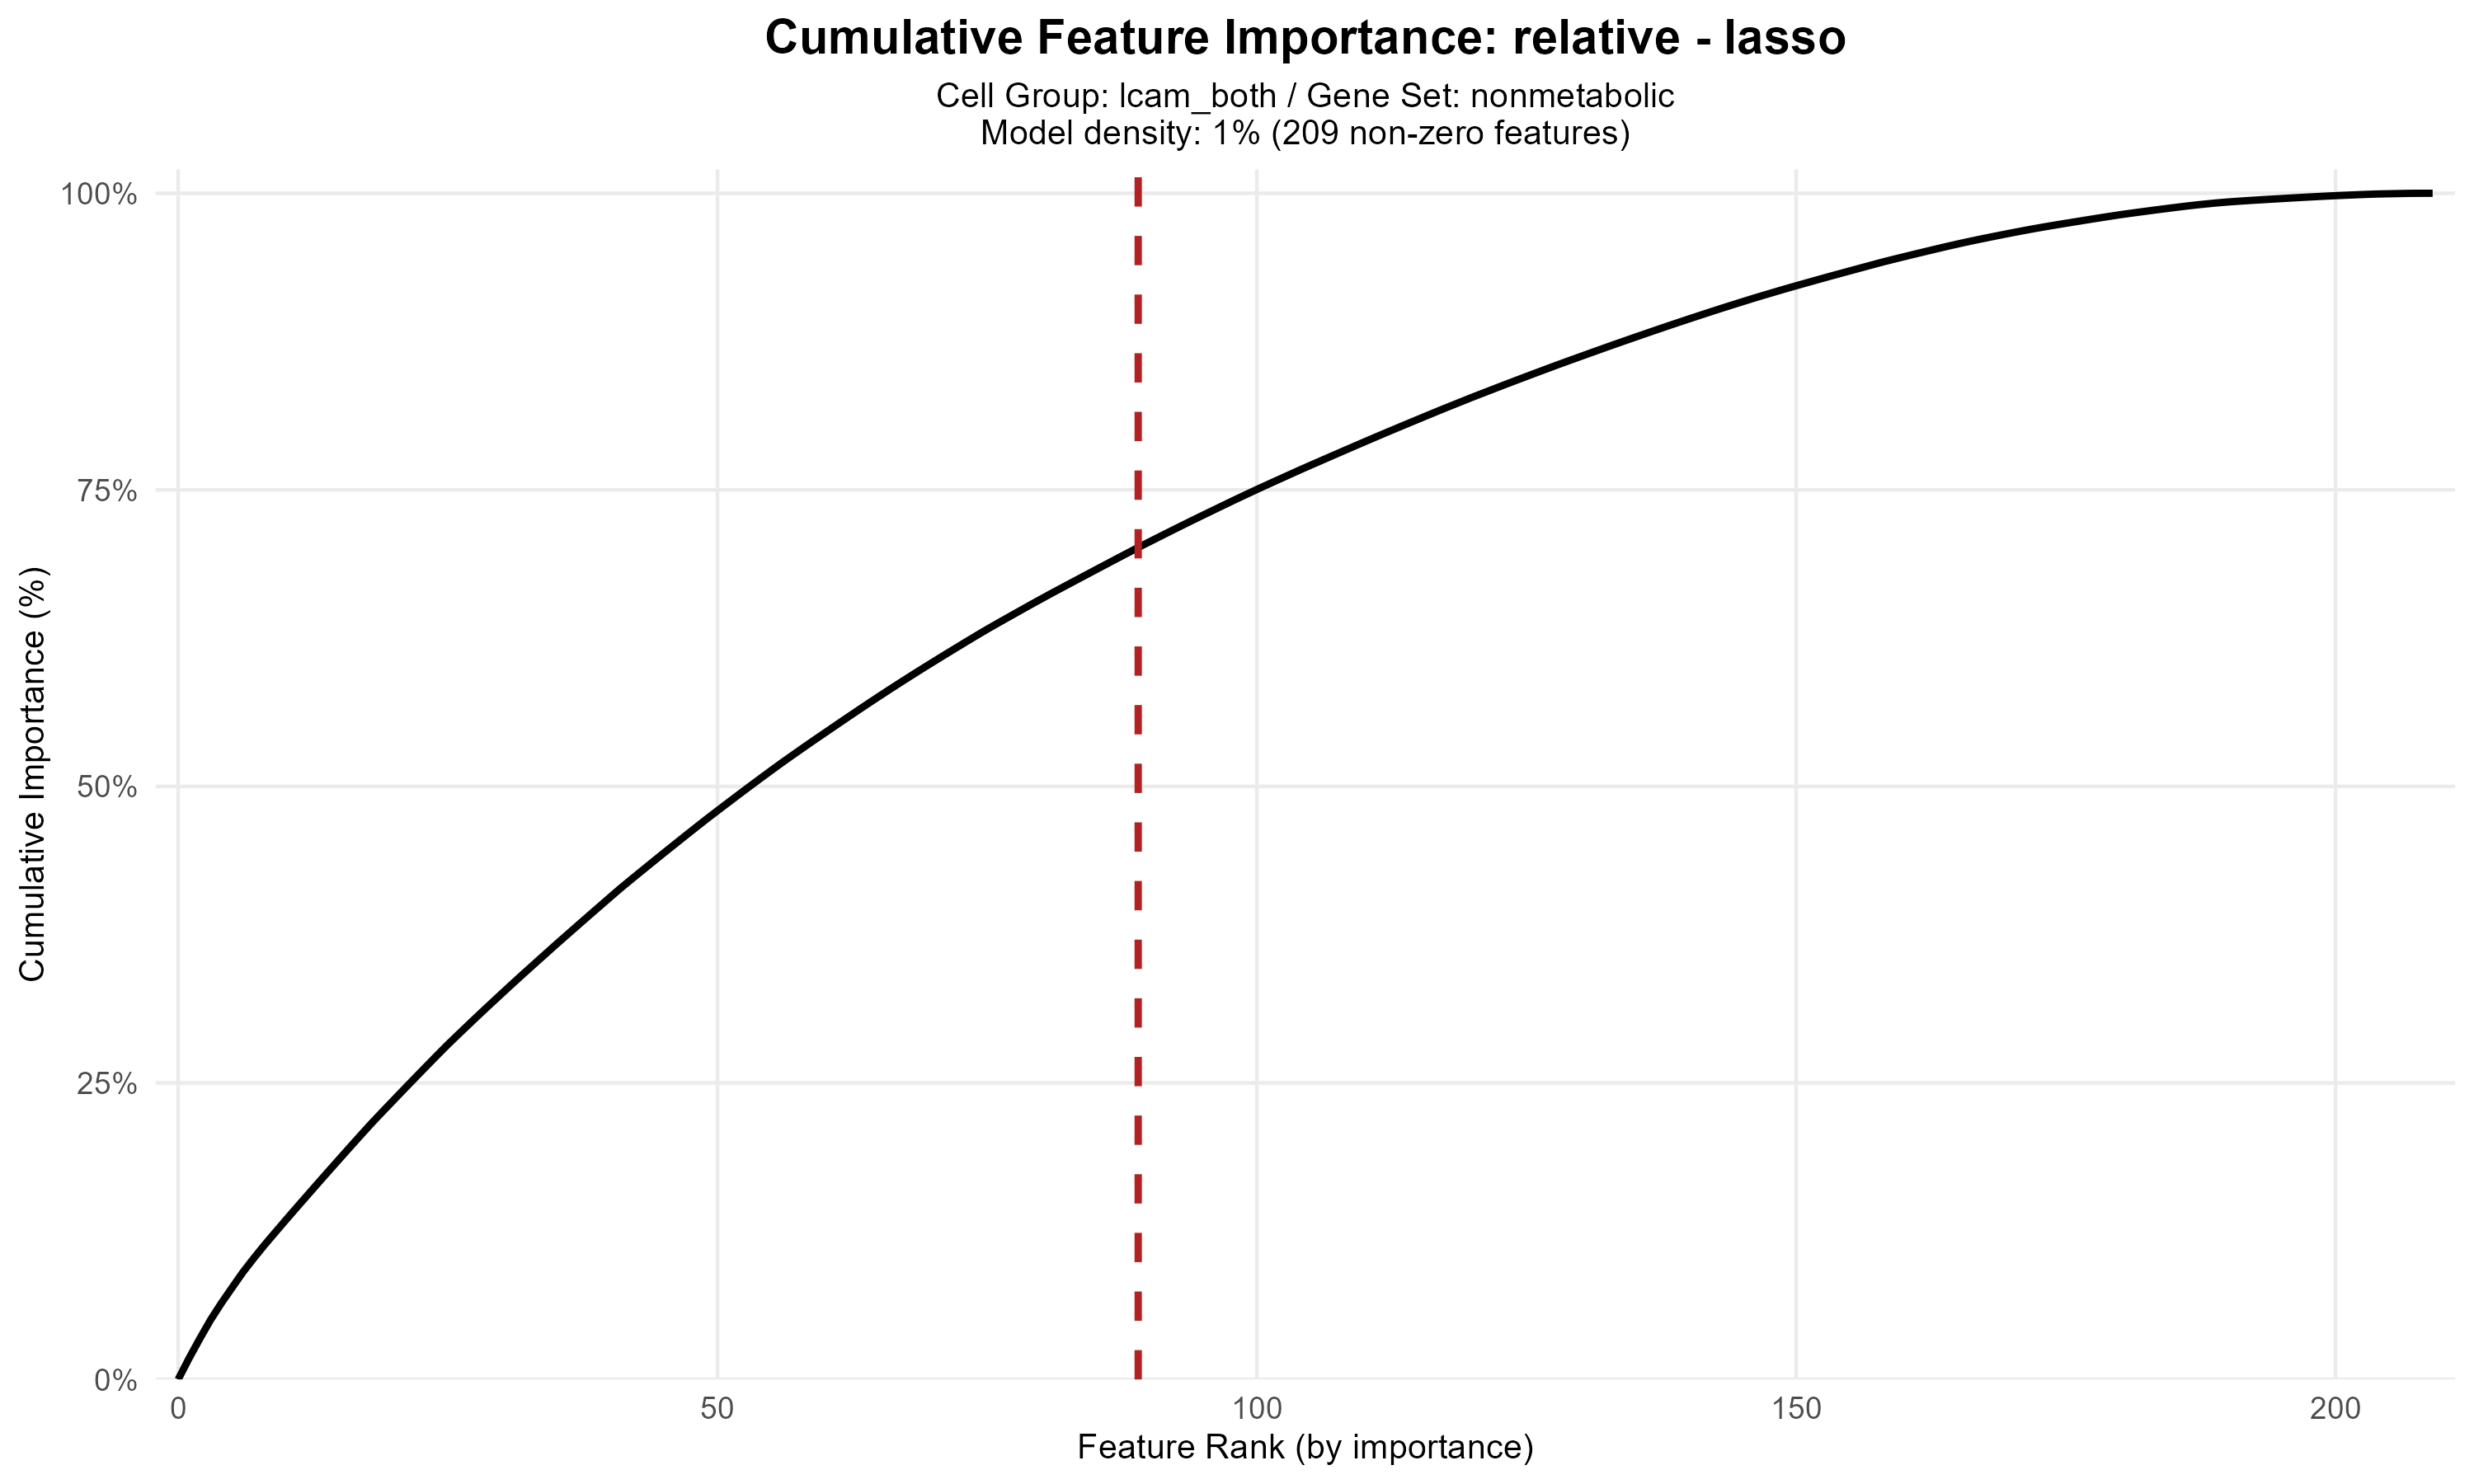 Cumulative Feature Importance: relative - lasso
Cell Group: lcam_both / Gene Set: nonmetabolic
Model density: 1% (209 non-zero features)
Cumulative Importance (%)
100%
75%
50%
25%
0%
0
50
100
150
200
Feature Rank (by importance)